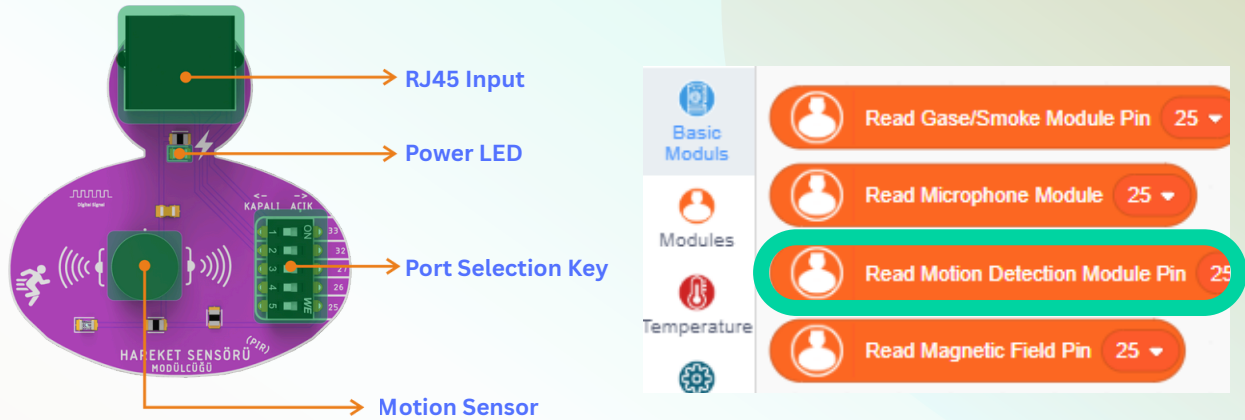 RJ45 Input
Power LED
Digital Signal
<- ->
KAPALI AÇIK
ON
1
2
3
4
5
WE
33
32
27
26
25
Port Selection Key
HAREKET SENSÖRÜ (PIR)
MODÜLCÜĞÜ
Motion Sensor
Basic
Moduls
Modules
Temperature
Read Gase/Smoke Module Pin 25
Read Microphone Module 25
Read Motion Detection Module Pin 25
Read Magnetic Field Pin 25